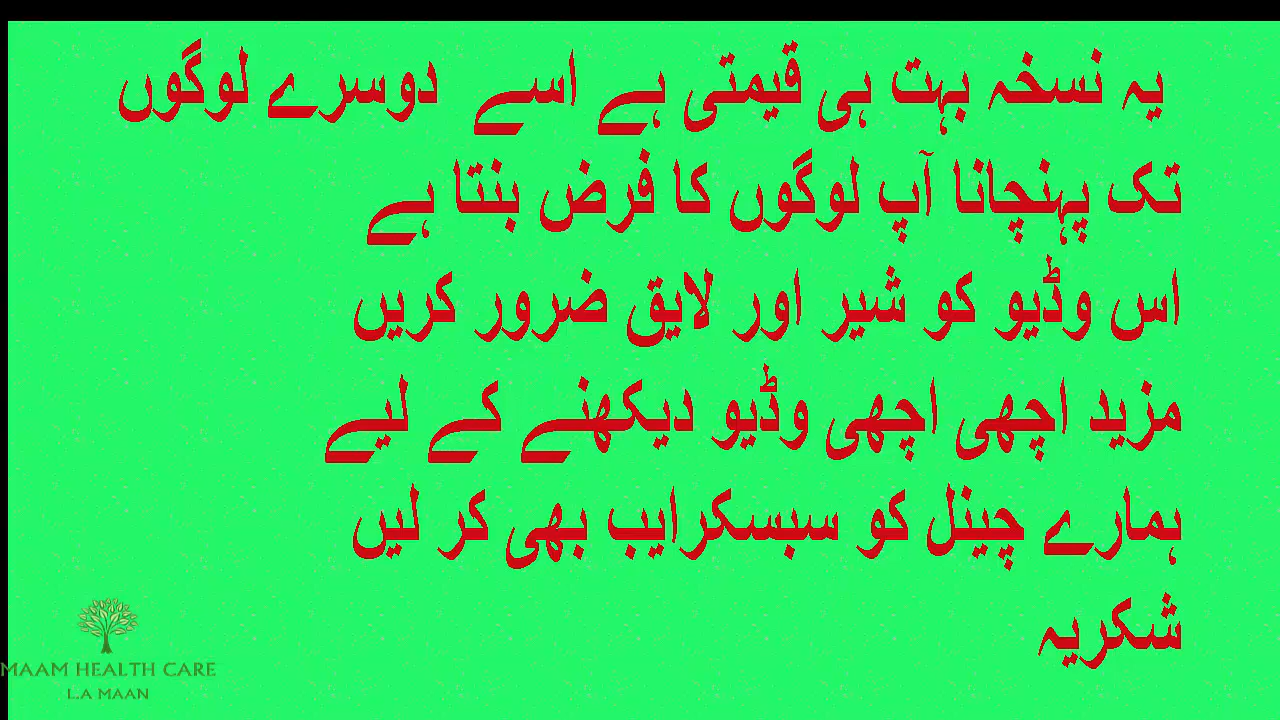 یہ نسخہ بہت ہی قیمتی ہے اسے دوسرے لوگوں
تک پہنچانا آپ لوگوں کا فرض بنتا ہے
اس وڈیو کو شیر اور لایق ضرور کریں
مزید اچھی اچھی وڈیو دیکھنے کے لیے
ہمارے چینل کو سبسکرایب بھی کر لیں
شکریہ
MAAM HEALTH CARE
L.A MAAN